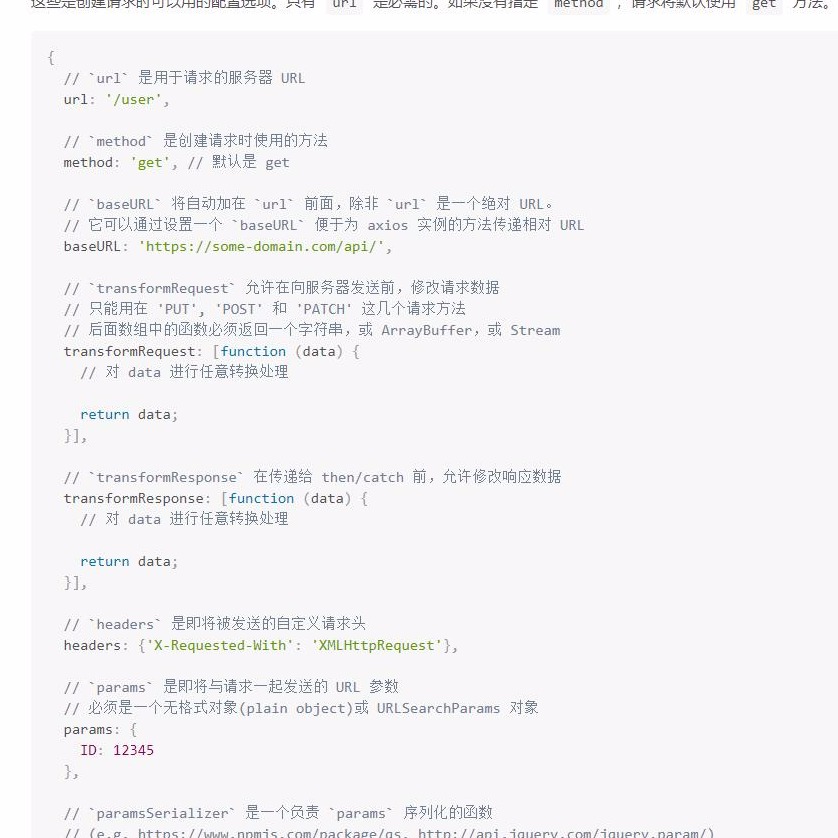 这些是创建请求时可以用的配置选项。只有 url 是必需的。如果没有指定 method ，请求将默认使用 get 方法。
{
// `url` 是用于请求的服务器 URL
url: '/user',
// `method` 是创建请求时使用的方法
method: 'get', // 默认是 get
// `baseURL` 将自动加在 `url` 前面，除非 `url` 是一个绝对 URL。
// 它可以通过设置一个 `baseURL` 便于为 axios 实例的方法传递相对 URL
baseURL: 'https://some-domain.com/api/',
// `transformRequest` 允许在向服务器发送前，修改请求数据
// 只能用在 'PUT', 'POST' 和 'PATCH' 这几个请求方法
// 后面数组中的函数必须返回一个字符串，或 ArrayBuffer，或 Stream
transformRequest: [function (data) {
// 对 data 进行任意转换处理
return data;
}],
// `transformResponse` 在传递给 then/catch 前，允许修改响应数据
transformResponse: [function (data) {
// 对 data 进行任意转换处理
return data;
}],
// `headers` 是即将被发送的自定义请求头
headers: {'X-Requested-With': 'XMLHttpRequest'},
// `params` 是即将与请求一起发送的 URL 参数
// 必须是一个无格式对象(plain object)或 URLSearchParams 对象
params: {
ID: 12345
},
// `paramsSerializer` 是一个负责 `params` 序列化的函数
// (e.g. https://www.npmjs.com/package/qs, http://api.jquery.com/jquery.param/)